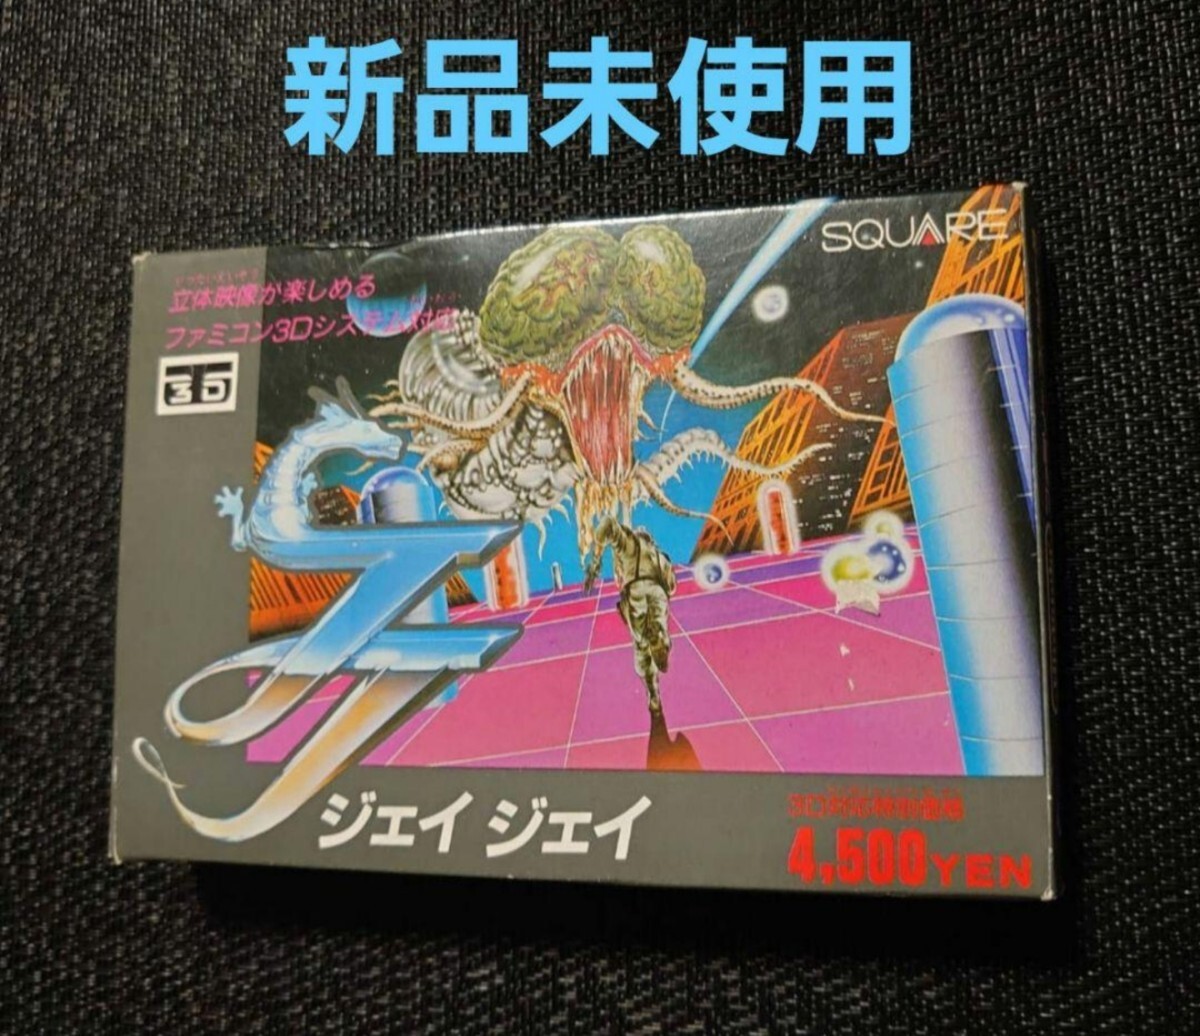 新品未使用
SQUARE
立体映像が楽しめる
ファミコン3Dシステム対応
3D
JJ
ジェイ ジェイ
3D対応特別価格
4,500YEN